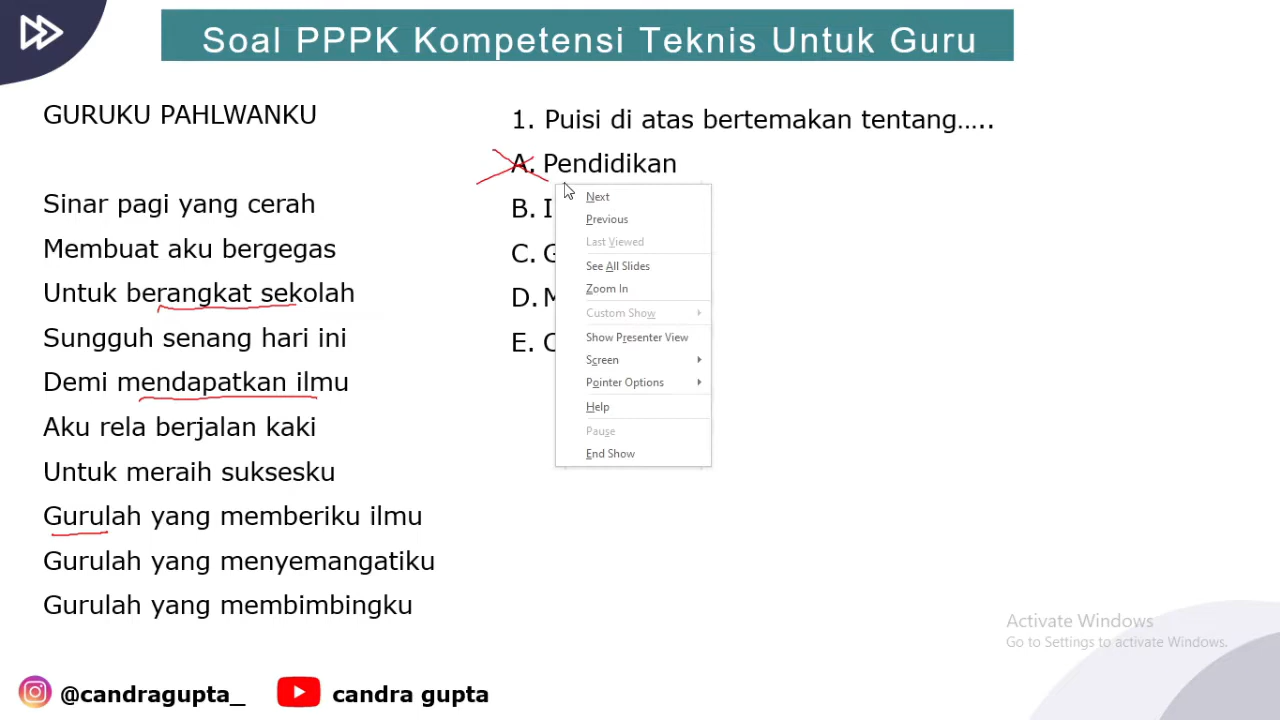 Soal PPPK Kompetensi Teknis Untuk Guru
GURUKU PAHLWANKU
Sinar pagi yang cerah
Membuat aku bergegas
Untuk berangkat sekolah
Sungguh senang hari ini
Demi mendapatkan ilmu
Aku rela berjalan kaki
Untuk meraih suksesku
Gurulah yang memberiku ilmu
Gurulah yang menyemangatiku
Gurulah yang membimbingku
1. Puisi di atas bertemakan tentang.....
A. Pendidikan
B.
C.
D.
E.
Next
Previous
Last Viewed
See All Slides
Zoom In
Custom Show
Show Presenter View
Screen
Pointer Options
Help
Pause
End Show
Activate Windows
Go to Settings to activate Windows.
@candragupta_
candra gupta